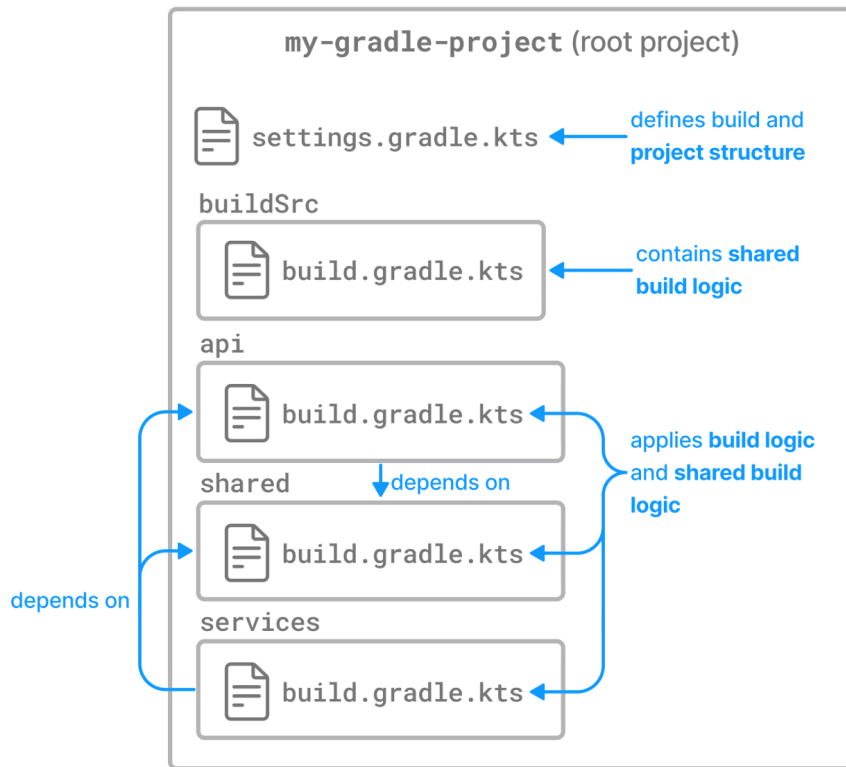 my-gradle-project (root project)
settings.gradle.kts
defines build and
project structure
buildSrc
build.gradle.kts
contains shared
build logic
api
build.gradle.kts
applies build logic
and shared build
logic
depends on
shared
build.gradle.kts
depends on
services
build.gradle.kts